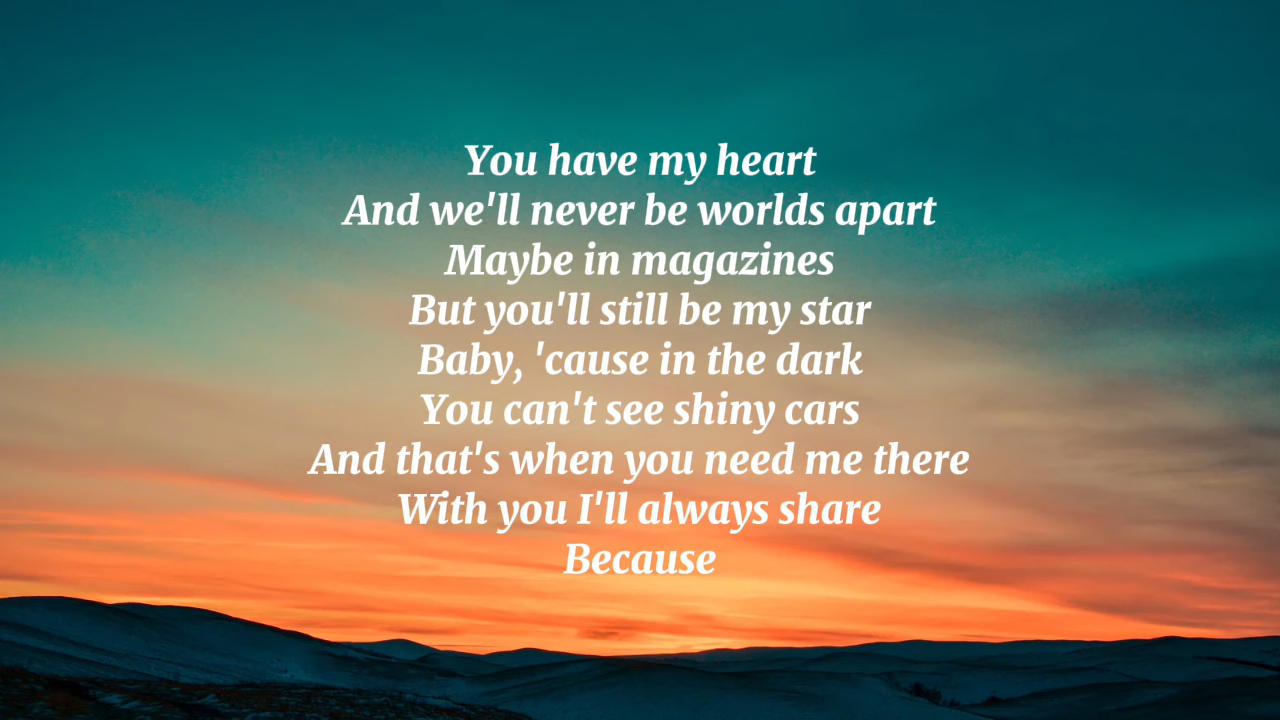 You have my heart
And we'll never be worlds apart
Maybe in magazines
But you'll still be my star
Baby, 'cause in the dark
You can't see shiny cars
And that's when you need me there
With you I'll always share
Because